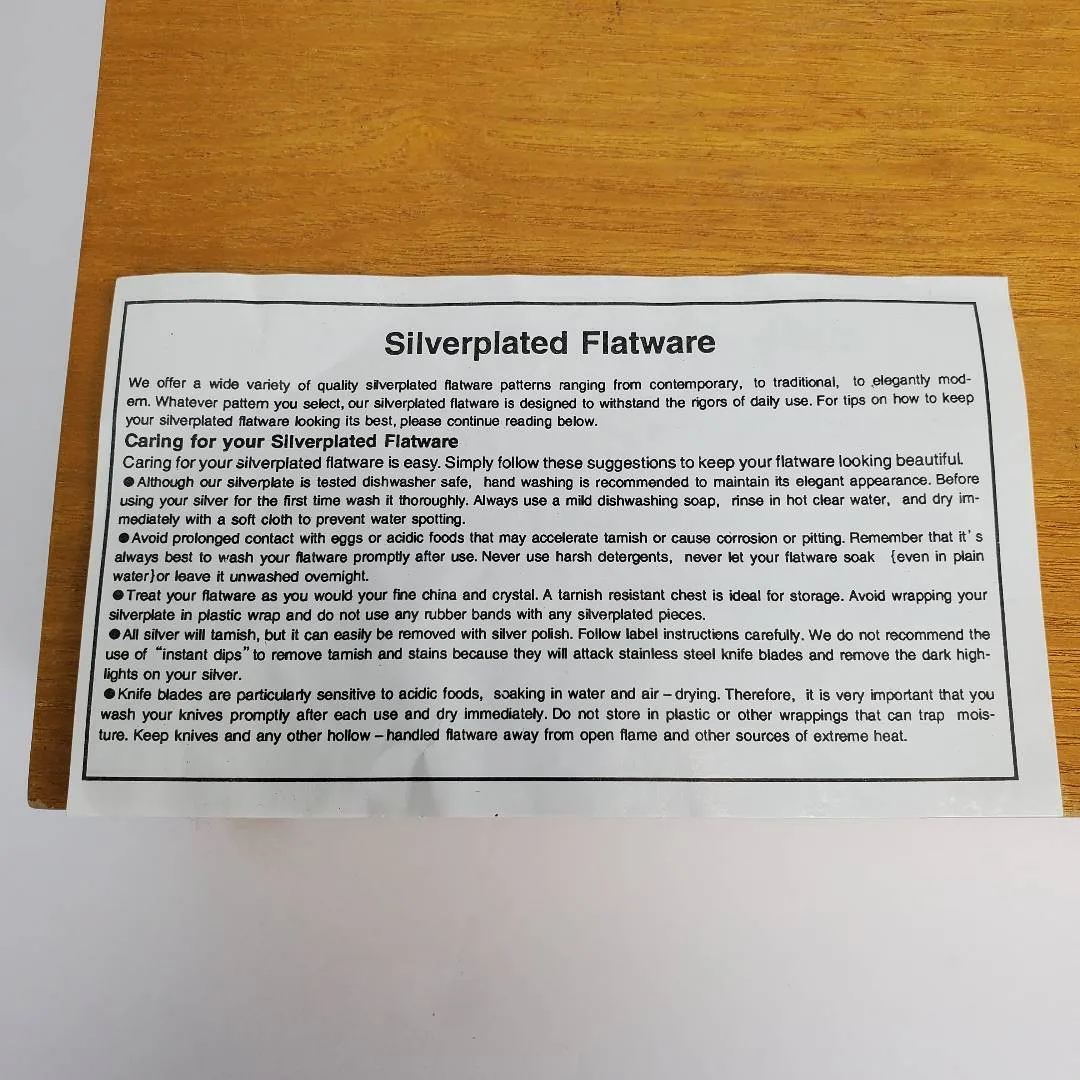 Silverplated Flatware
We offer a wide variety of quality silverplated flatware patterns ranging from contemporary, to traditional, to elegantly mod-
ern. Whatever pattern you select, our silverplated flatware is designed to withstand the rigors of daily use. For tips on how to keep
your silverplated flatware looking its best, please continue reading below.
Caring for your Silverplated Flatware
Caring for your silverplated flatware is easy. Simply follow these suggestions to keep your flatware looking beautiful.
●Although our silverplate is tested dishwasher safe, hand washing is recommended to maintain its elegant appearance. Before
using your silver for the first time wash it thoroughly. Always use a mild dishwashing soap, rinse in hot clear water, and dry im-
mediately with a soft cloth to prevent water spotting.
●Avoid prolonged contact with eggs or acidic foods that may accelerate tarnish or cause corrosion or pitting. Remember that it's
always best to wash your flatware promptly after use. Never use harsh detergents, never let your flatware soak {even in plain
water}or leave it unwashed overnight.
●Treat your flatware as you would your fine china and crystal. A tarnish resistant chest is ideal for storage. Avoid wrapping your
silverplate in plastic wrap and do not use any rubber bands with any silverplated pieces.
●All silver will tarnish, but it can easily be removed with silver polish. Follow label instructions carefully. We do not recommend the
use of “instant dips” to remove tarnish and stains because they will attack stainless steel knife blades and remove the dark high-
lights on your silver.
●Knife blades are particularly sensitive to acidic foods, soaking in water and air – drying. Therefore, it is very important that you
wash your knives promptly after each use and dry immediately. Do not store in plastic or other wrappings that can trap mois-
ture. Keep knives and any other hollow – handled flatware away from open flame and other sources of extreme heat.